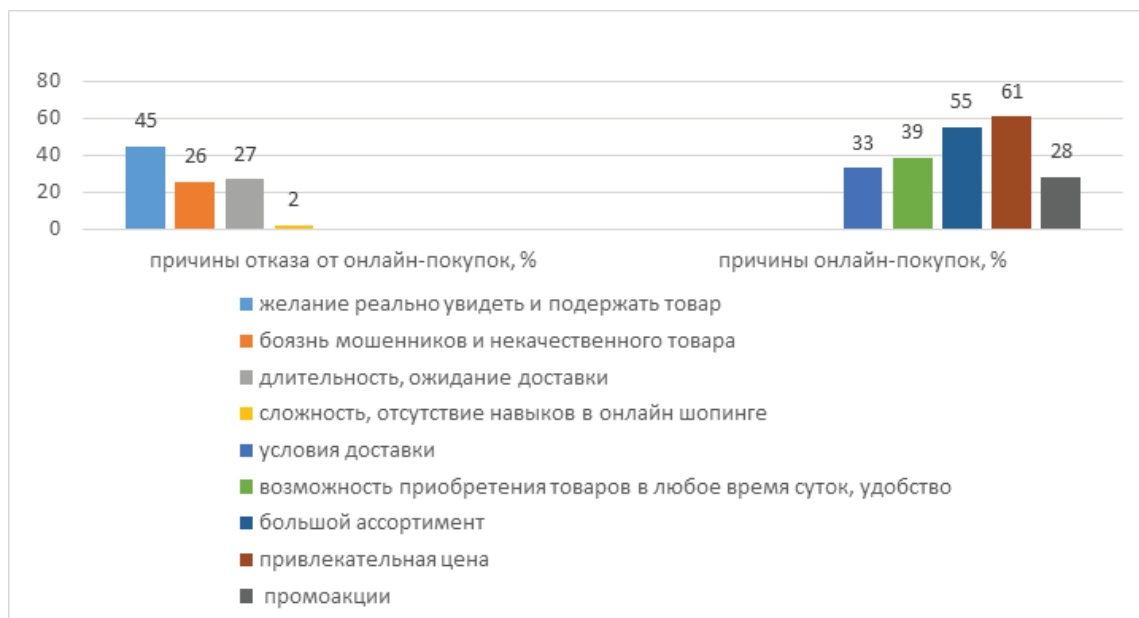 80
60
40
20
0
45
26
27
2
33
39
55
61
28
причины отказа от онлайн-покупок, %
причины онлайн-покупок, %
желание реально увидеть и подержать товар
боязнь мошенников и некачественного товара
длительность, ожидание доставки
сложность, отсутствие навыков в онлайн шопинге
условия доставки
возможность приобретения товаров в любое время суток, удобство
большой ассортимент
привлекательная цена
промоакции